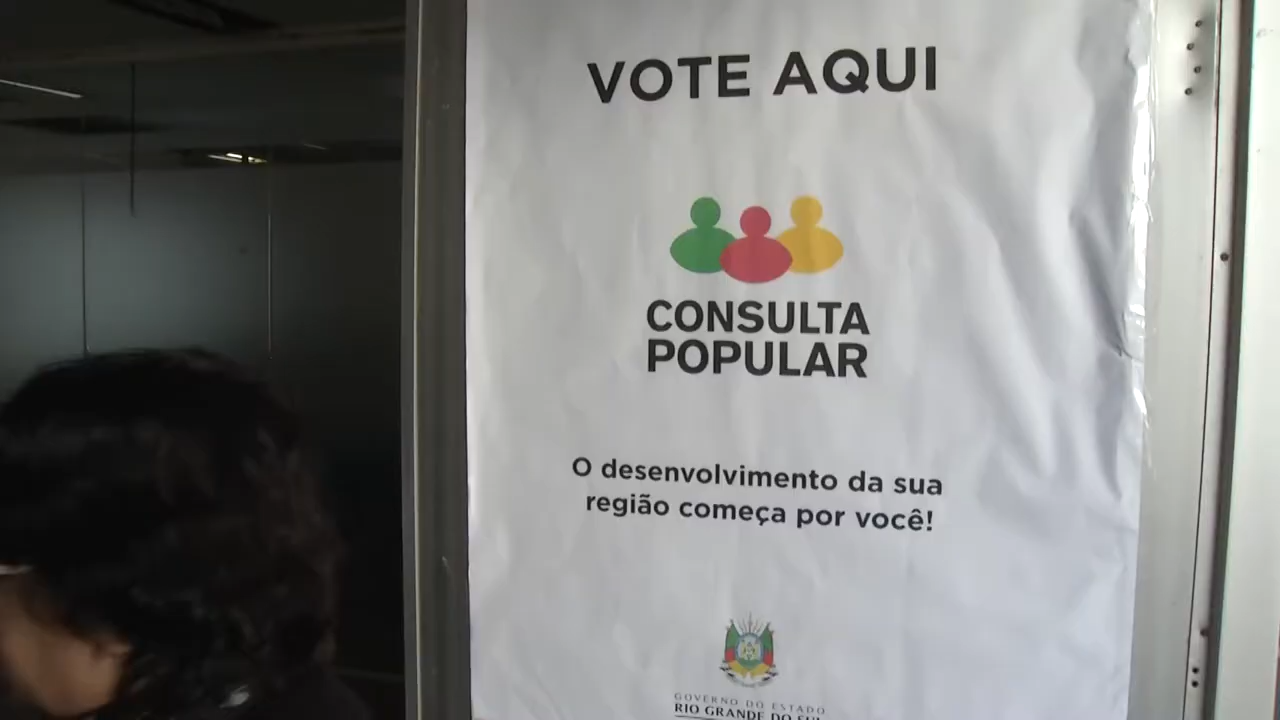 VOTE AQUI
CONSULTA
POPULAR
O desenvolvimento da sua
região começa por você!
GOVERNO DO ESTADO
RIO GRANDE DO SUL